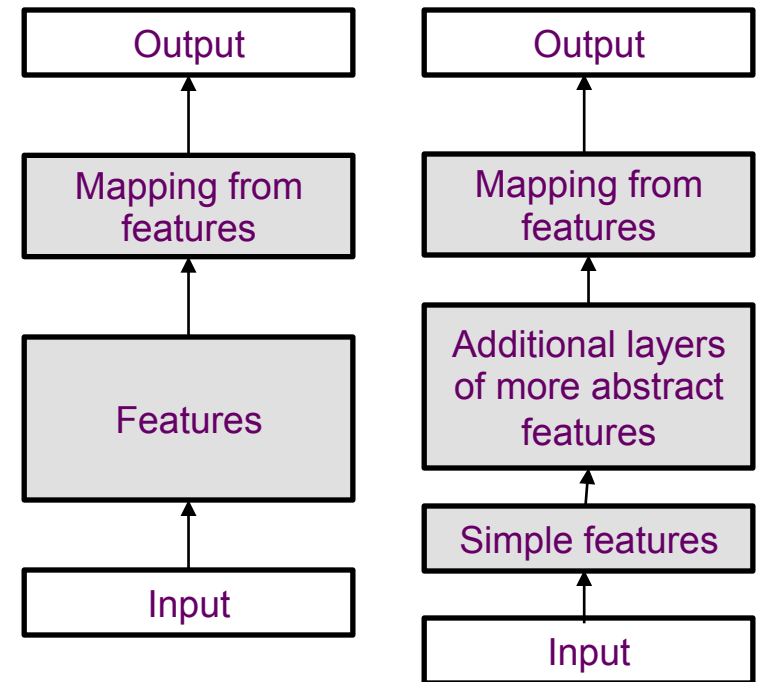 Output
Mapping from
features
Features
Input
Output
Mapping from
features
Additional layers
of more abstract
features
Simple features
Input